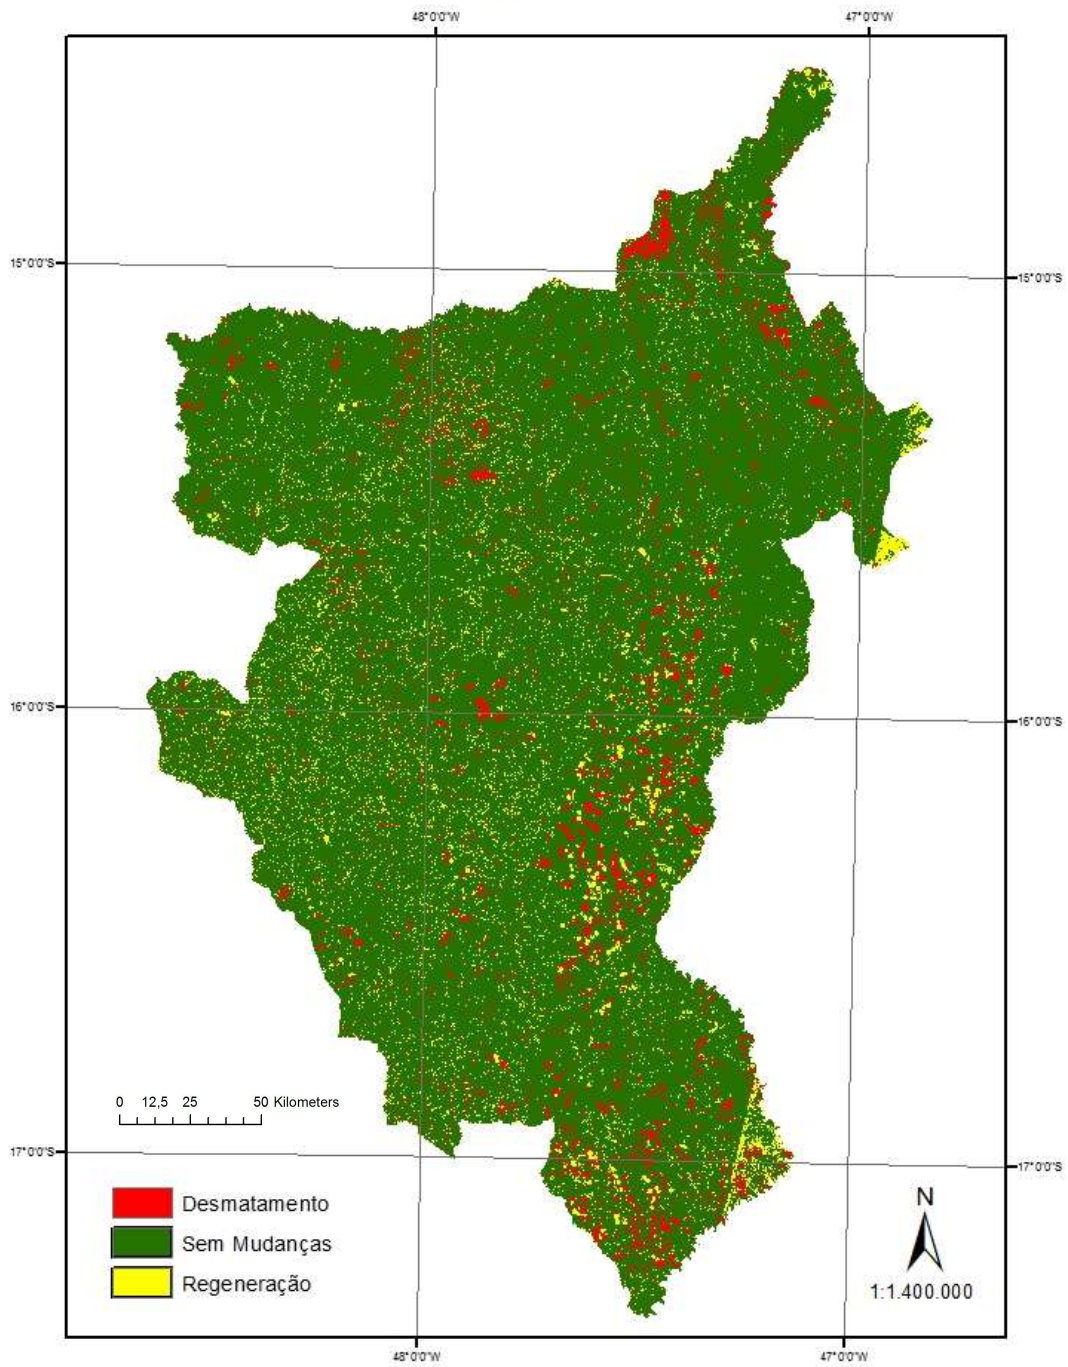 48°0'0"W 47°0'0"W
15°0'0"S 15°0'0"S
16°0'0"S 16°0'0"S
0 12,5 25 50 Kilometers
17°0'0"S 17°0'0"S
Desmatamento
Sem Mudanças
Regeneração
N
1:1.400.000
48°0'0"W 47°0'0"W